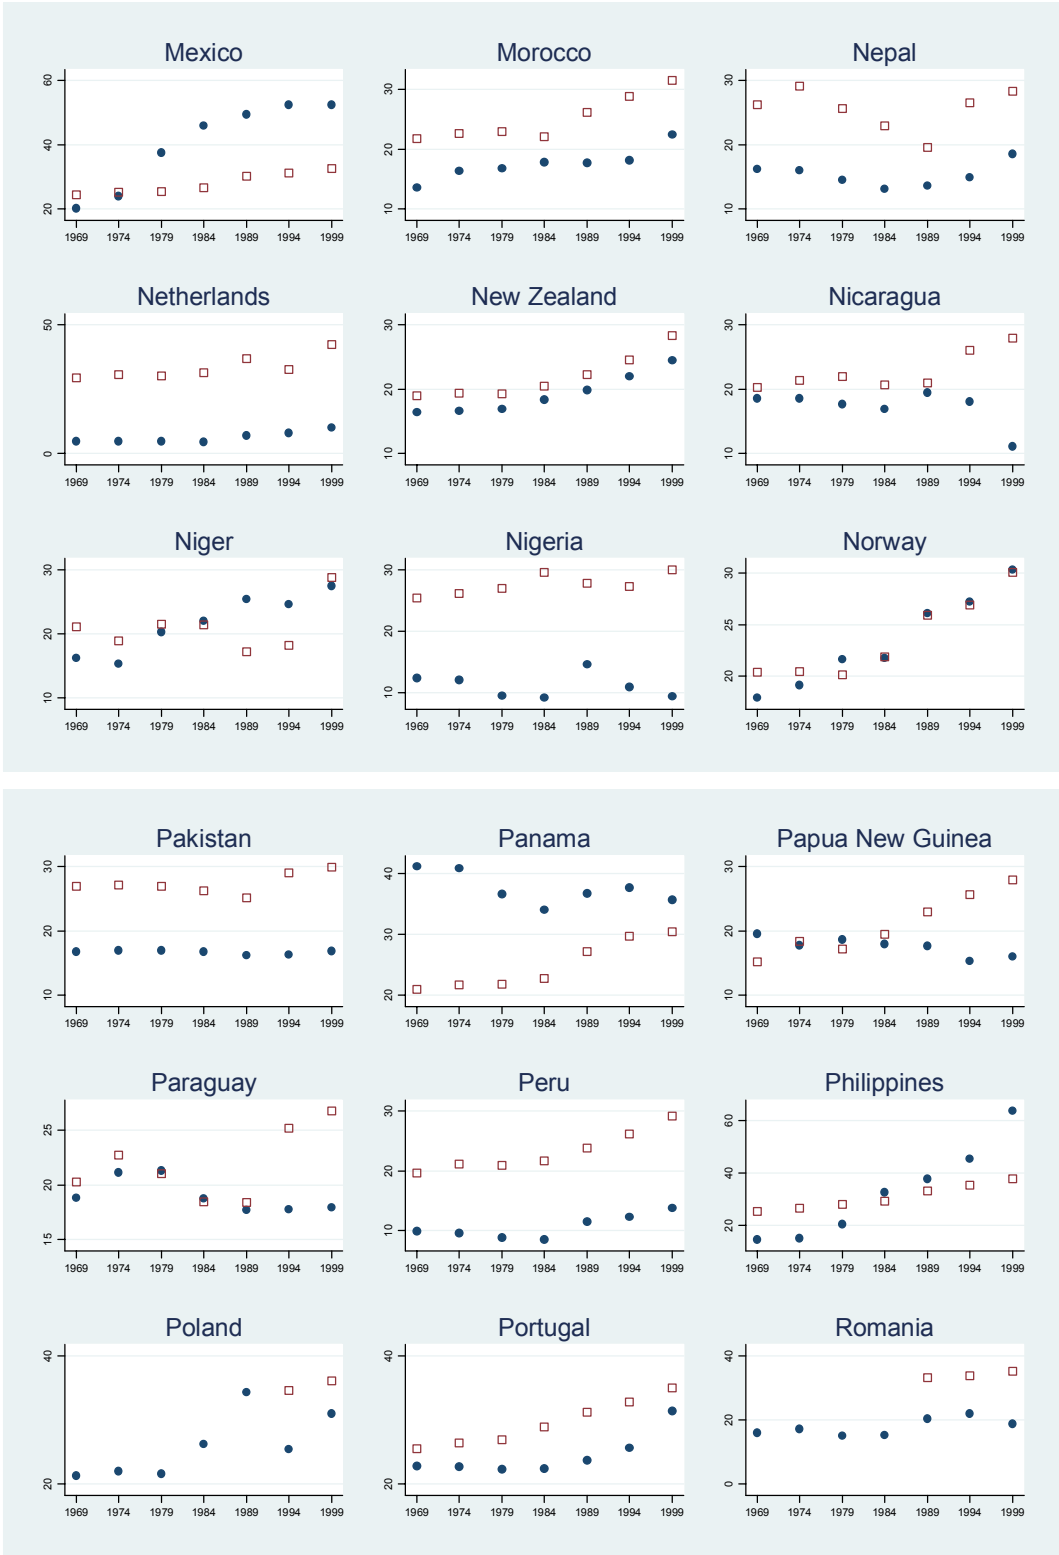 Mexico Morocco Nepal
60
40
20
1969 1974 1979 1984 1989 1994 1999
30
20
10
1969 1974 1979 1984 1989 1994 1999
30
20
10
1969 1974 1979 1984 1989 1994 1999
Netherlands New Zealand Nicaragua
50
0
1969 1974 1979 1984 1989 1994 1999
30
20
10
1969 1974 1979 1984 1989 1994 1999
30
20
10
1969 1974 1979 1984 1989 1994 1999
Niger Nigeria Norway
30
20
10
1969 1974 1979 1984 1989 1994 1999
30
20
10
1969 1974 1979 1984 1989 1994 1999
30
25
20
1969 1974 1979 1984 1989 1994 1999
Pakistan Panama Papua New Guinea
30
20
10
1969 1974 1979 1984 1989 1994 1999
40
30
20
1969 1974 1979 1984 1989 1994 1999
30
20
10
1969 1974 1979 1984 1989 1994 1999
Paraguay Peru Philippines
25
20
15
1969 1974 1979 1984 1989 1994 1999
30
20
10
1969 1974 1979 1984 1989 1994 1999
60
40
20
1969 1974 1979 1984 1989 1994 1999
Poland Portugal Romania
40
20
1969 1974 1979 1984 1989 1994 1999
40
20
1969 1974 1979 1984 1989 1994 1999
40
20
0
1969 1974 1979 1984 1989 1994 1999